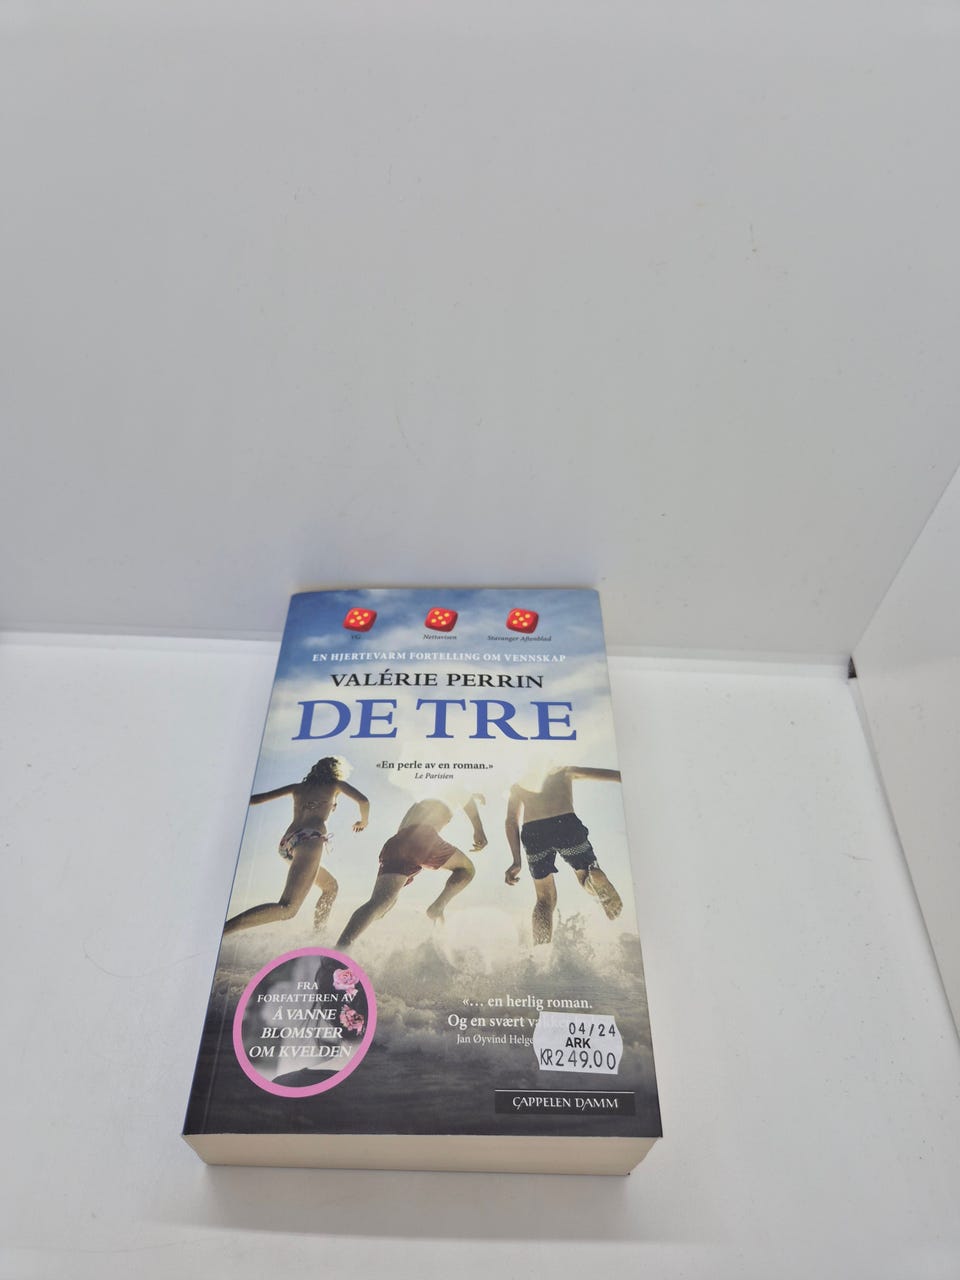 VG
Nettavisen
Stavanger Aftenblad
EN HJERTEVARM FORTELLING OM VENNSKAP
VALÉRIE PERRIN
DE TRE
«En perle av en roman.»
Le Parisien
FRA
FORFATTEREN AV
Å VANNE
BLOMSTER
OM KVELDEN
«… en herlig roman.
Og en svært
Jan Øyvind
04/24
ARK
KR249.00
CAPPELEN DAMM